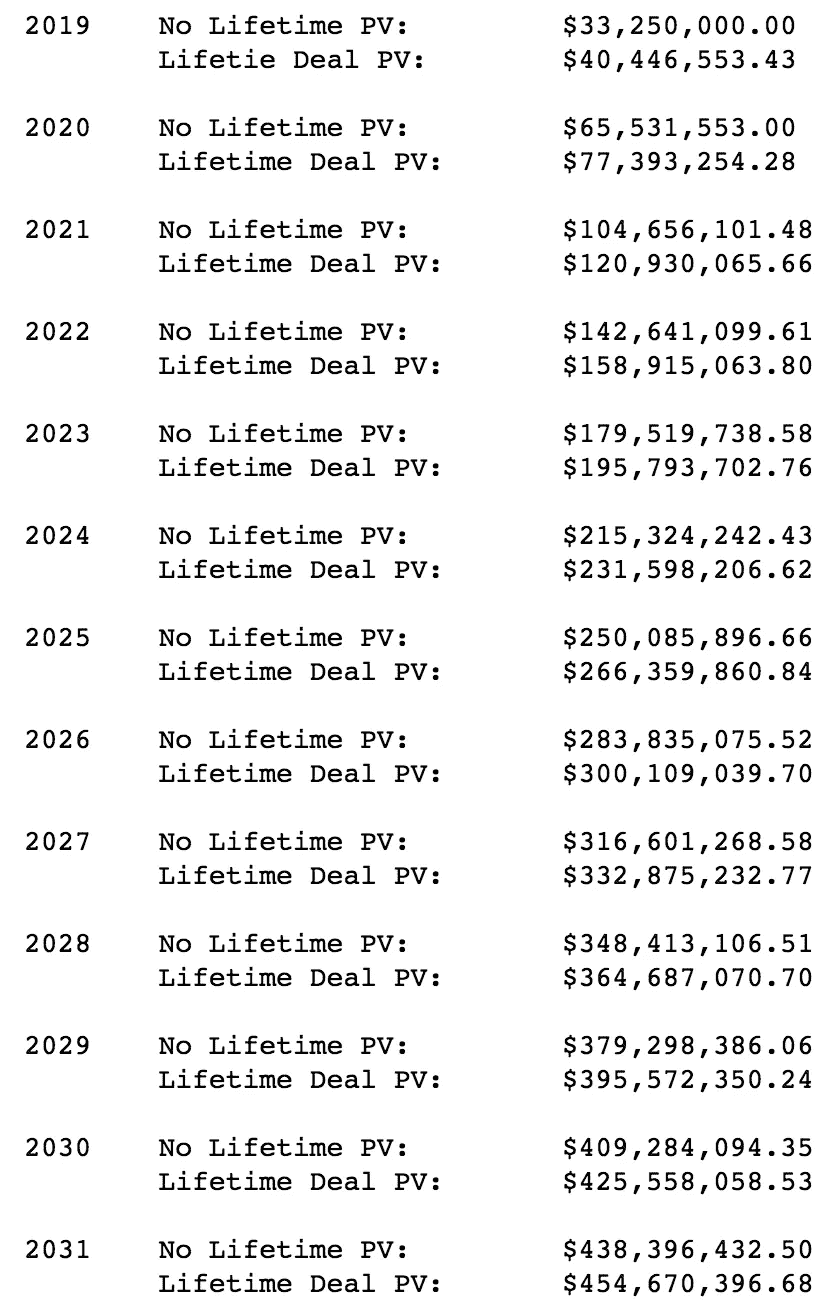 2019 No Lifetime PV: $33,250,000.00
Lifetie Deal PV: $40,446,553.43
2020 No Lifetime PV: $65,531,553.00
Lifetime Deal PV: $77,393,254.28
2021 No Lifetime PV: $104,656,101.48
Lifetime Deal PV: $120,930,065.66
2022 No Lifetime PV: $142,641,099.61
Lifetime Deal PV: $158,915,063.80
2023 No Lifetime PV: $179,519,738.58
Lifetime Deal PV: $195,793,702.76
2024 No Lifetime PV: $215,324,242.43
Lifetime Deal PV: $231,598,206.62
2025 No Lifetime PV: $250,085,896.66
Lifetime Deal PV: $266,359,860.84
2026 No Lifetime PV: $283,835,075.52
Lifetime Deal PV: $300,109,039.70
2027 No Lifetime PV: $316,601,268.58
Lifetime Deal PV: $332,875,232.77
2028 No Lifetime PV: $348,413,106.51
Lifetime Deal PV: $364,687,070.70
2029 No Lifetime PV: $379,298,386.06
Lifetime Deal PV: $395,572,350.24
2030 No Lifetime PV: $409,284,094.35
Lifetime Deal PV: $425,558,058.53
2031 No Lifetime PV: $438,396,432.50
Lifetime Deal PV: $454,670,396.68